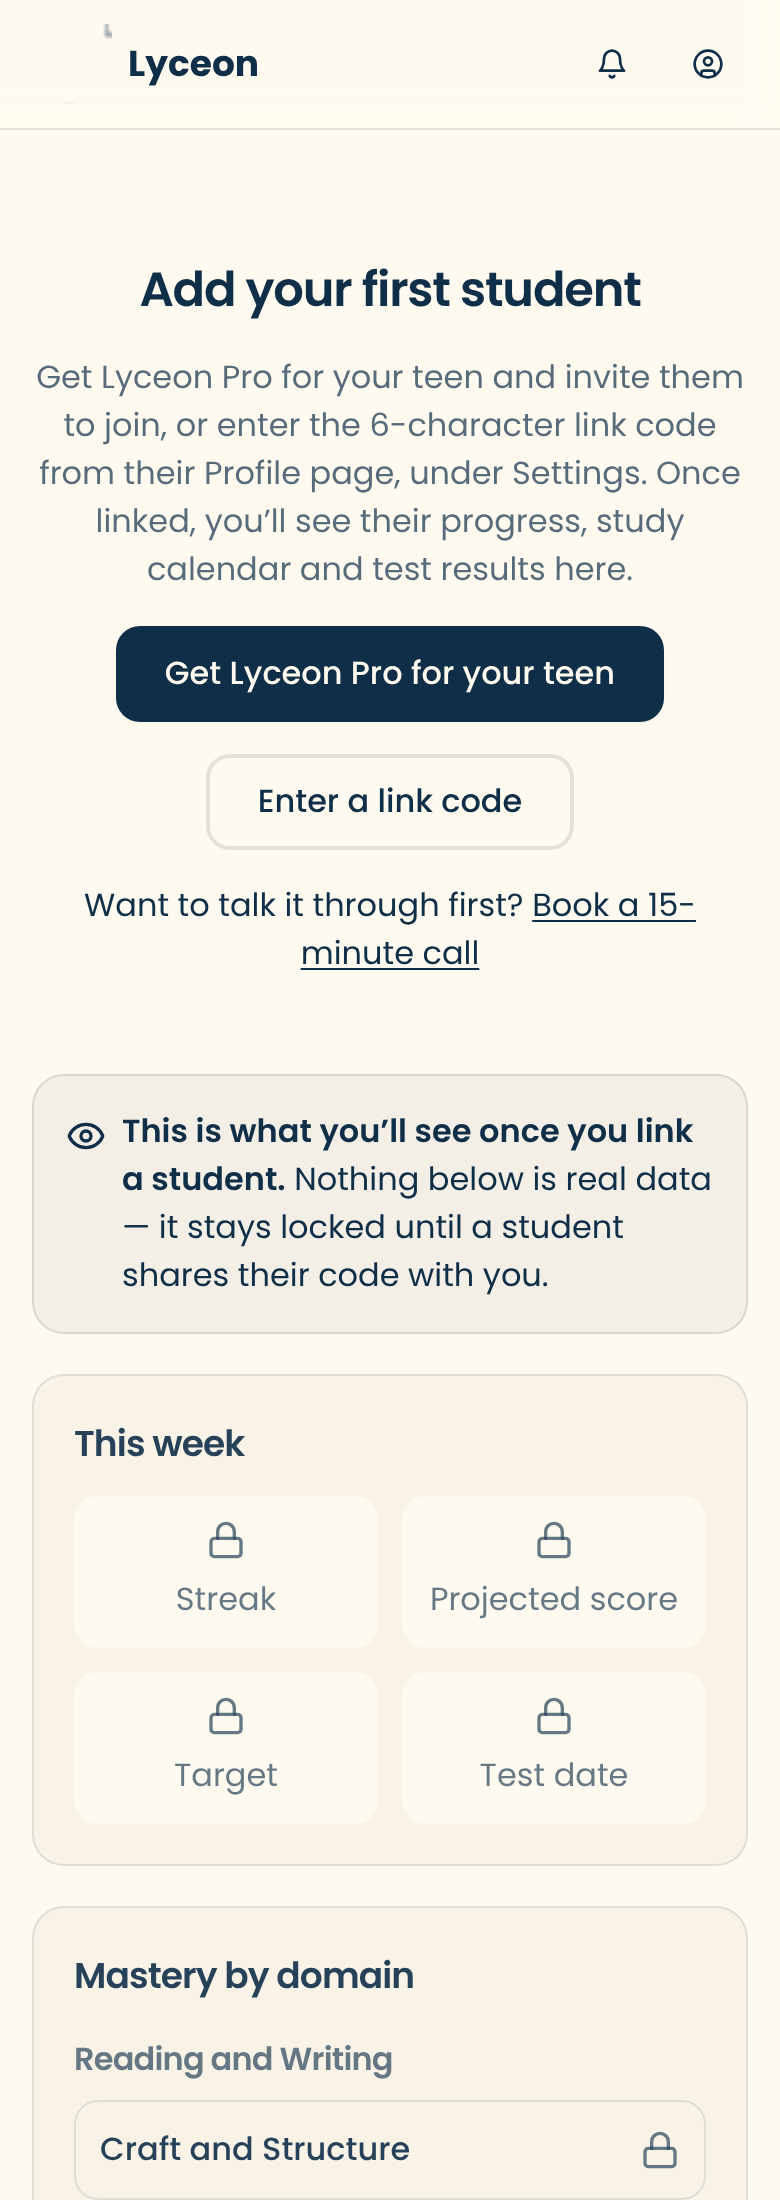 Lyceon
Add your first student
Get Lyceon Pro for your teen and invite them
to join, or enter the 6-character link code
from their Profile page, under Settings. Once
linked, you’ll see their progress, study
calendar and test results here.
Get Lyceon Pro for your teen
Enter a link code
Want to talk it through first? Book a 15-
minute call
This is what you’ll see once you link
a student. Nothing below is real data
— it stays locked until a student
shares their code with you.
This week
Streak
Projected score
Target
Test date
Mastery by domain
Reading and Writing
Craft and Structure